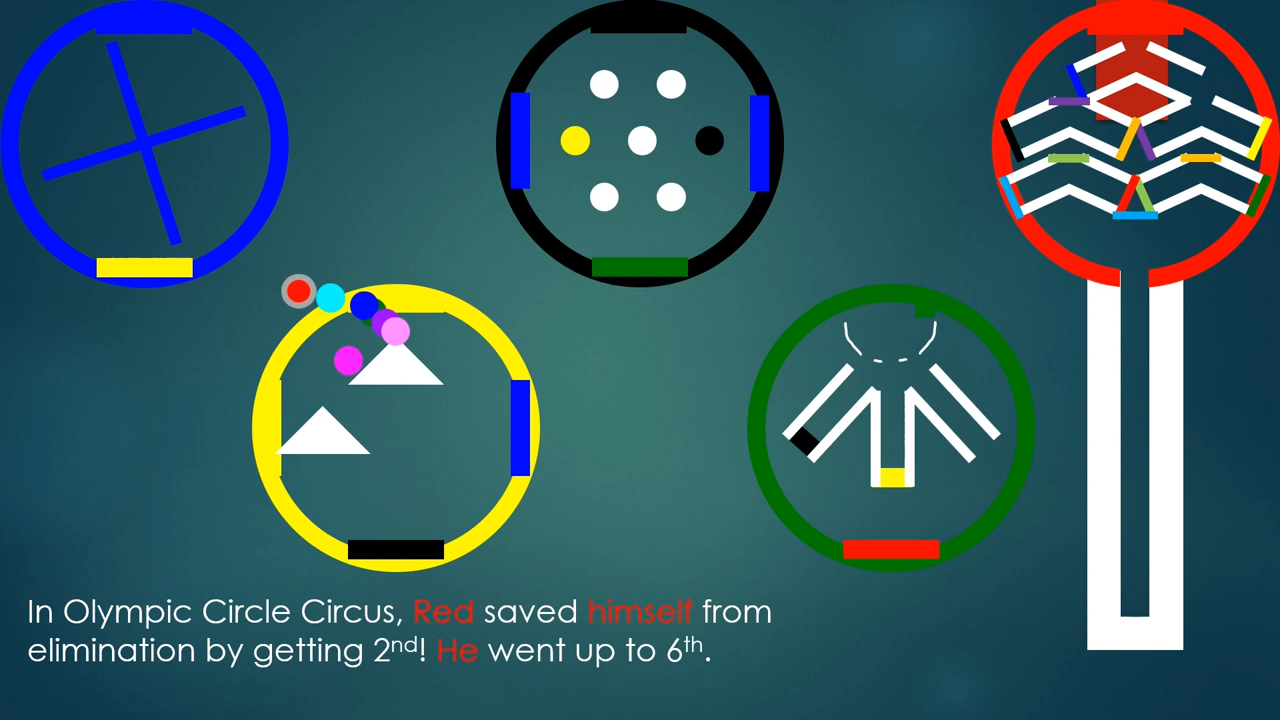 In Olympic Circle Circus, Red saved himself from
elimination by getting 2nd! He went up to 6th.